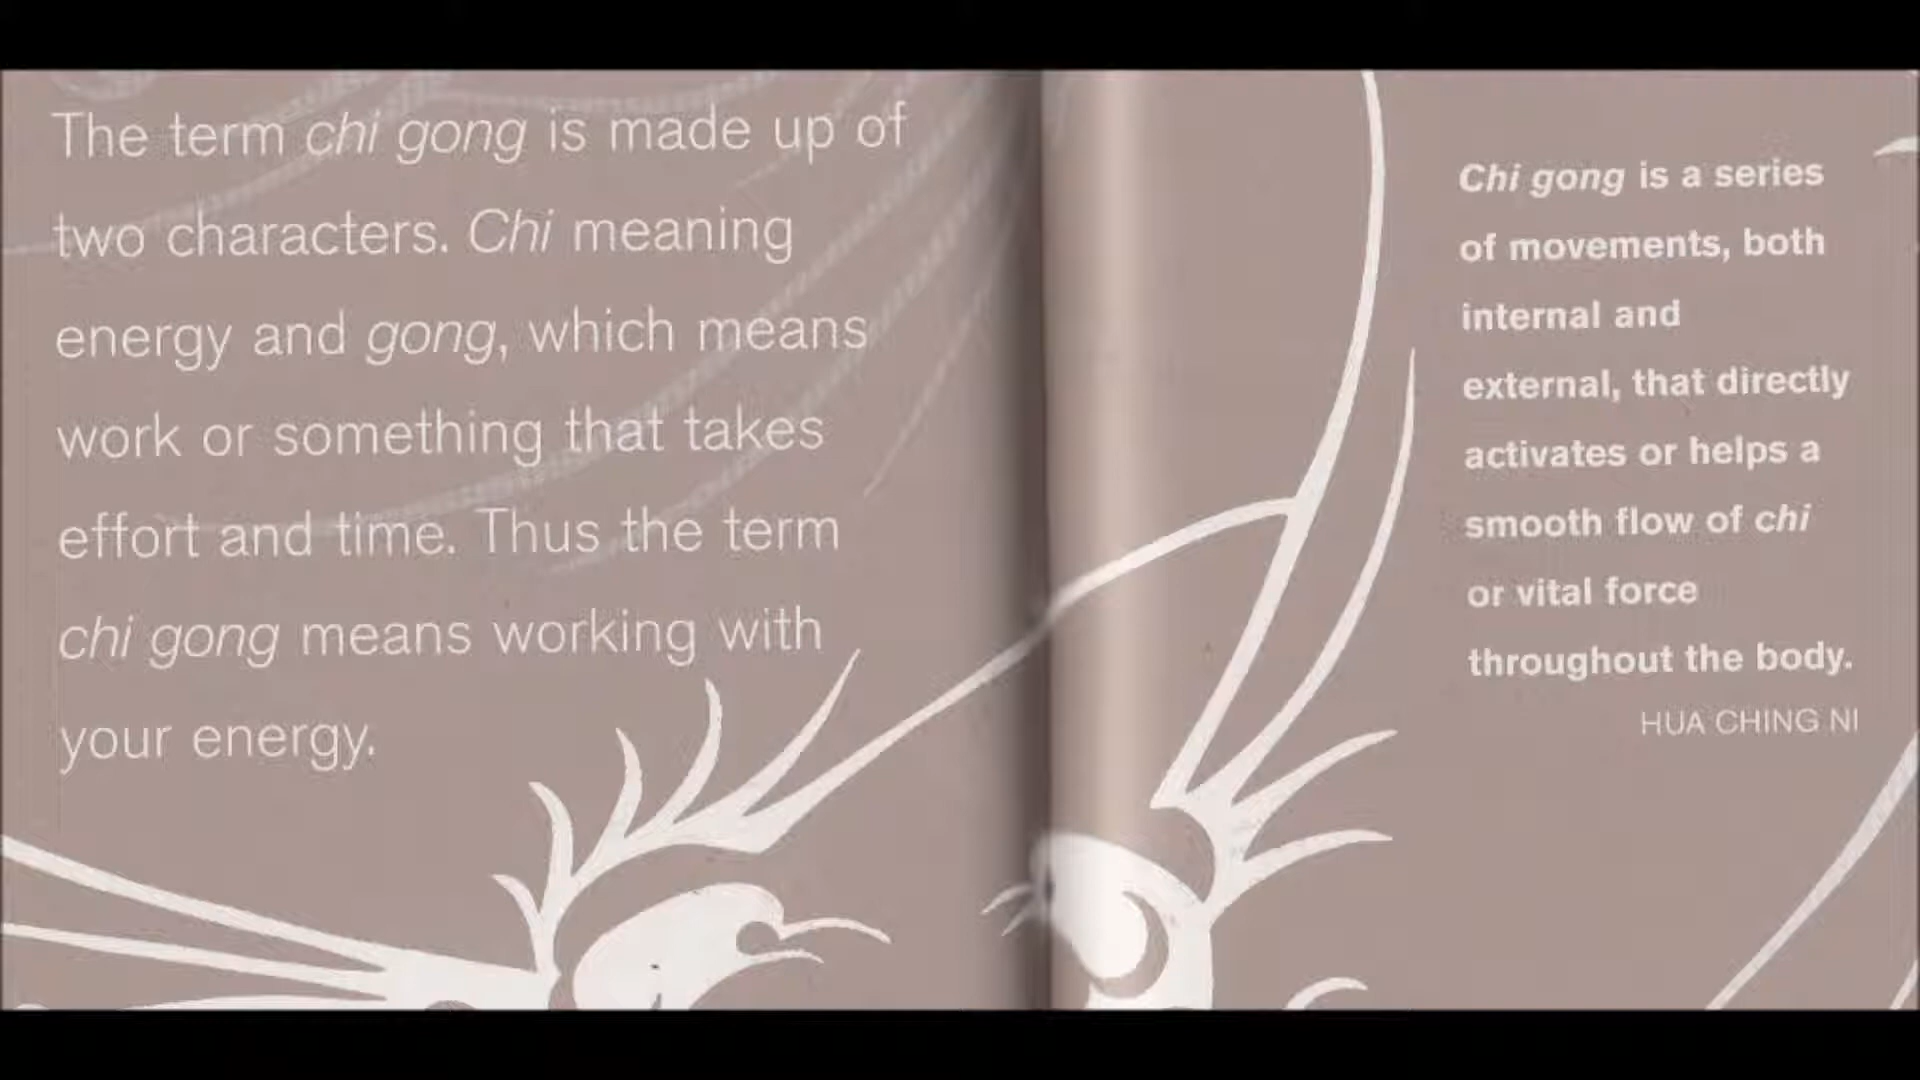 The term chi gong is made up of
two characters. Chi meaning
energy and gong, which means
work or something that takes
effort and time. Thus the term
chi gong means working with
your energy.
Chi gong is a series
of movements, both
internal and
external, that directly
activates or helps a
smooth flow of chi
or vital force
throughout the body.
HUA CHING NI